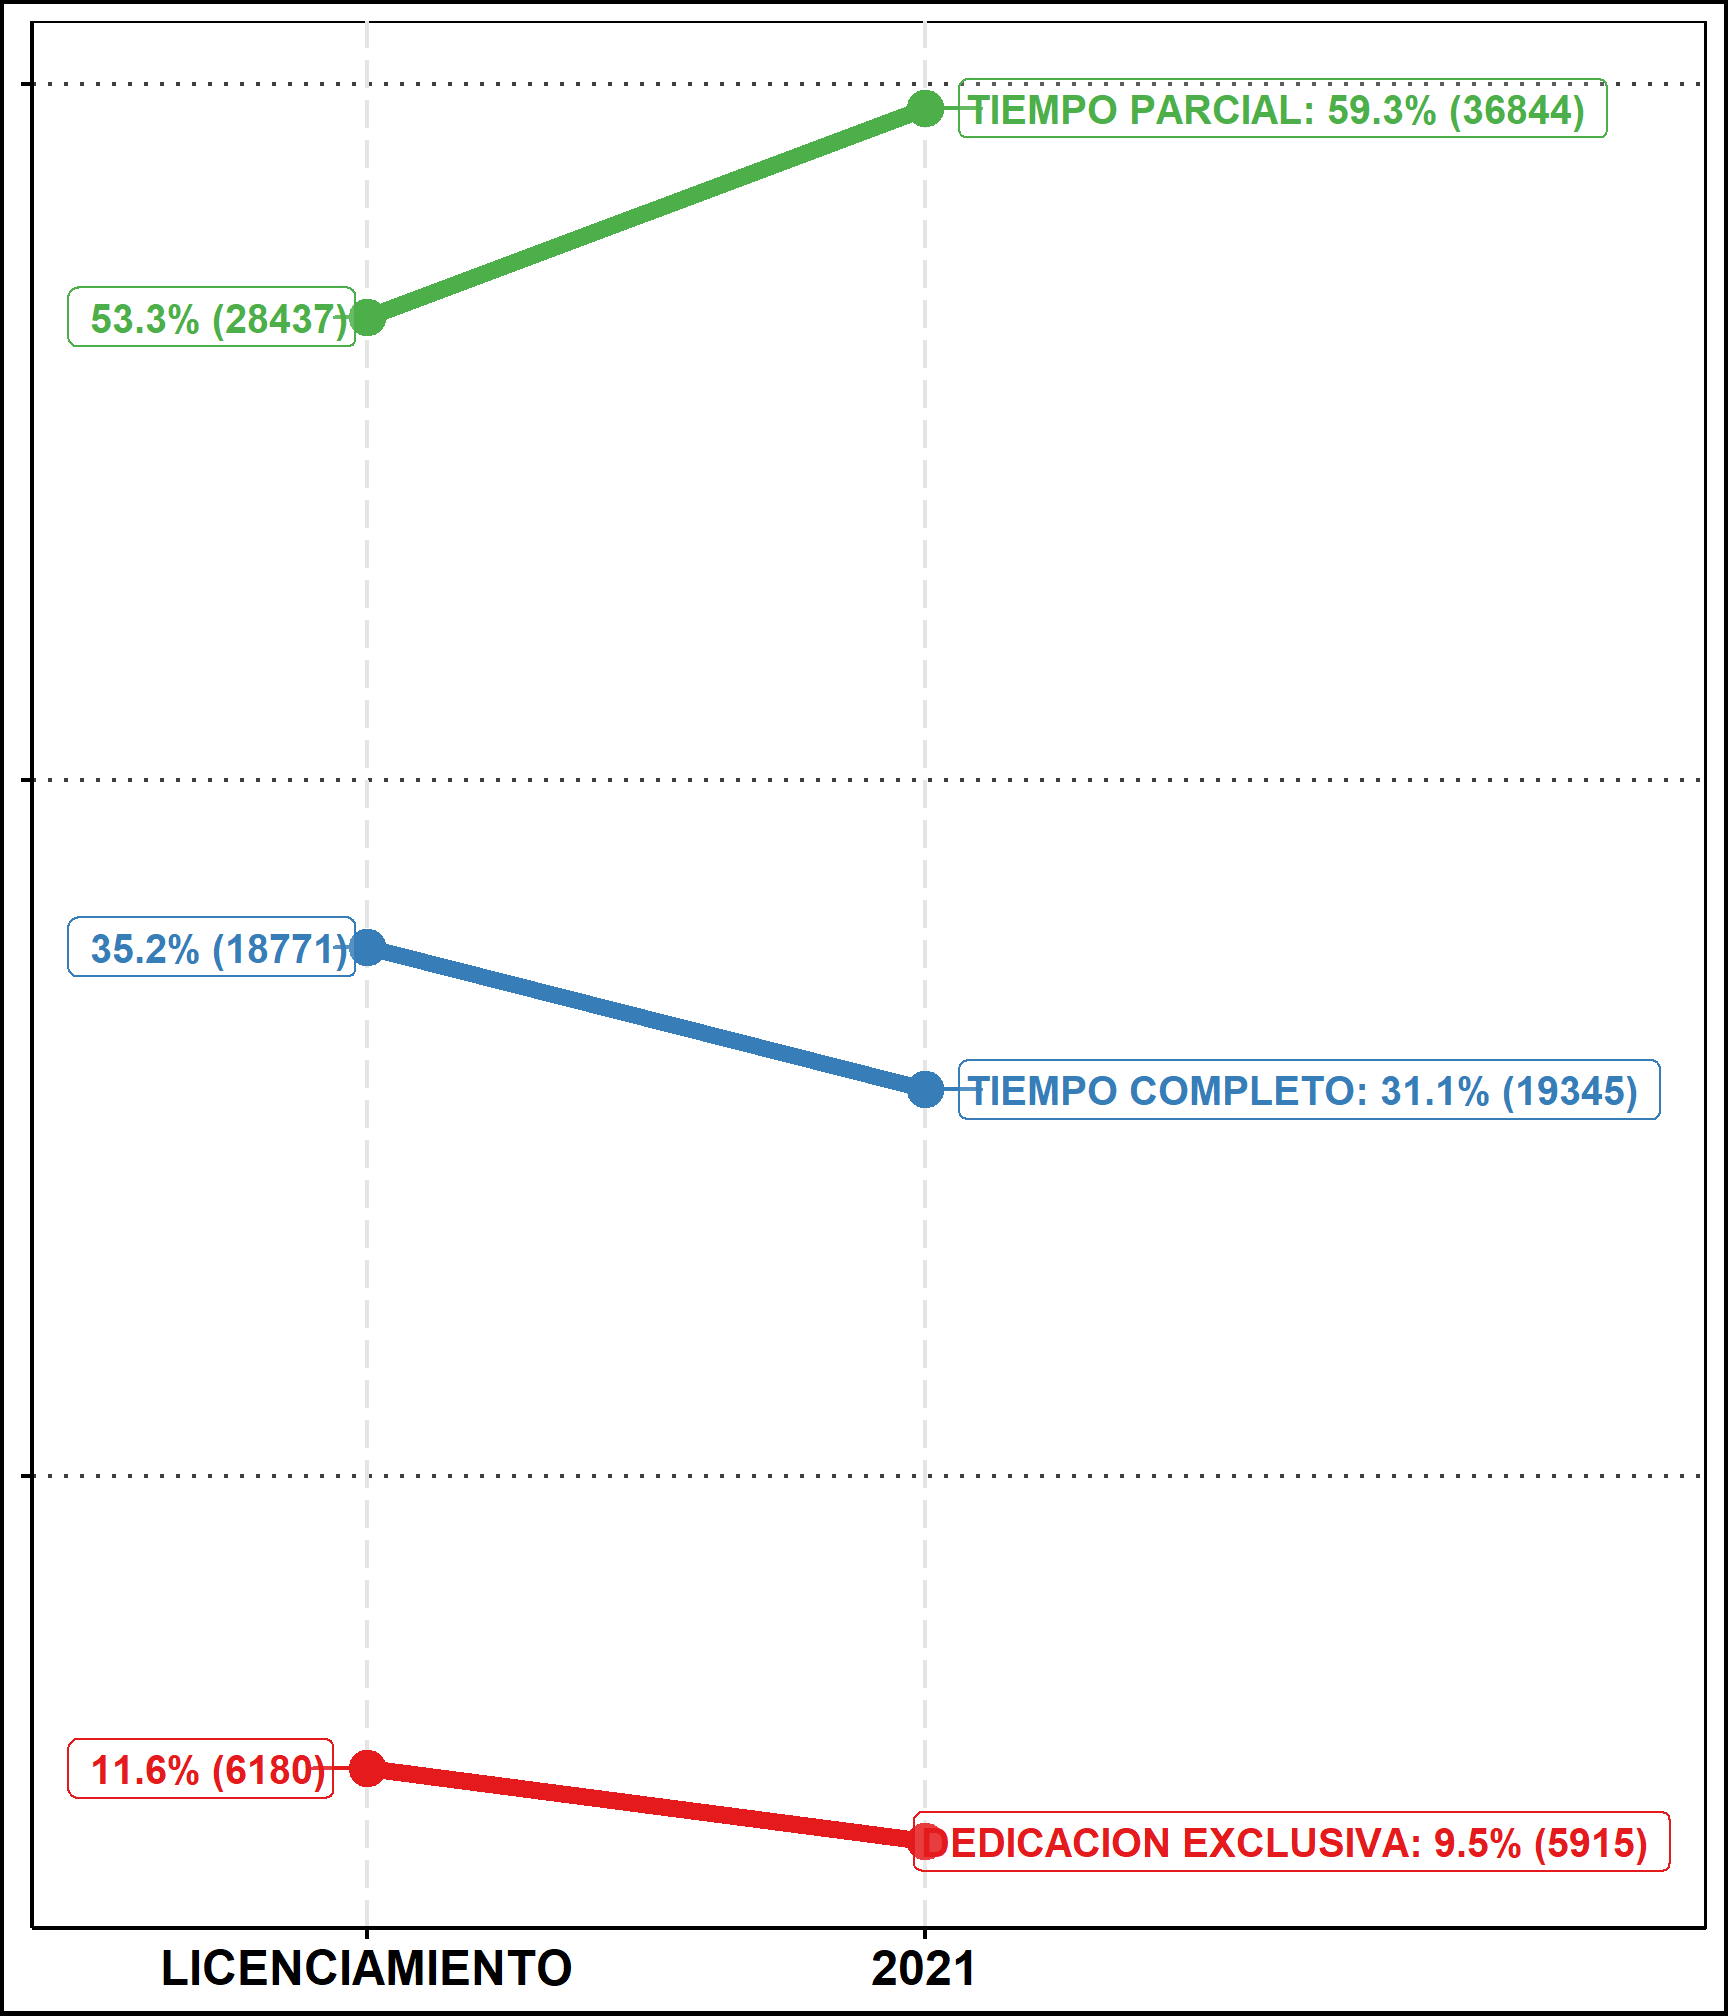 TIEMPO PARCIAL: 59.3% (36844)
53.3% (28437)
35.2% (18771)
TIEMPO COMPLETO: 31.1% (19345)
11.6% (6180)
DEDICACION EXCLUSIVA: 9.5% (5915)
LICENCIAMIENTO
2021